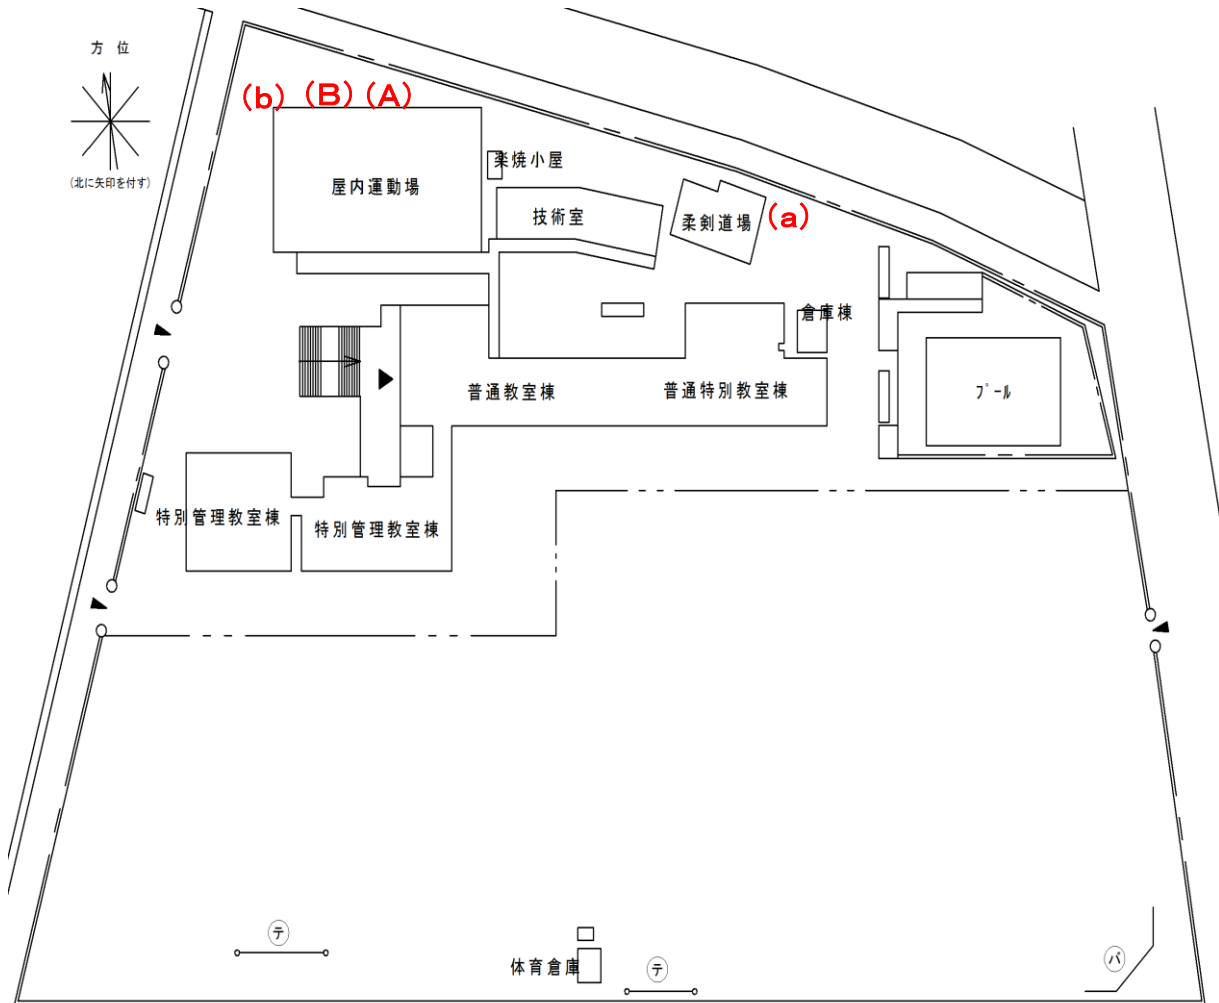 方 位
(北に矢印を付す)
(b) (B) (A)
楽焼小屋
屋内運動場
技術室
柔剣道場
(a)
倉庫棟
普通教室棟
普通特別教室棟
プール
特別管理教室棟
特別管理教室棟
テ
体育倉庫
テ
バ